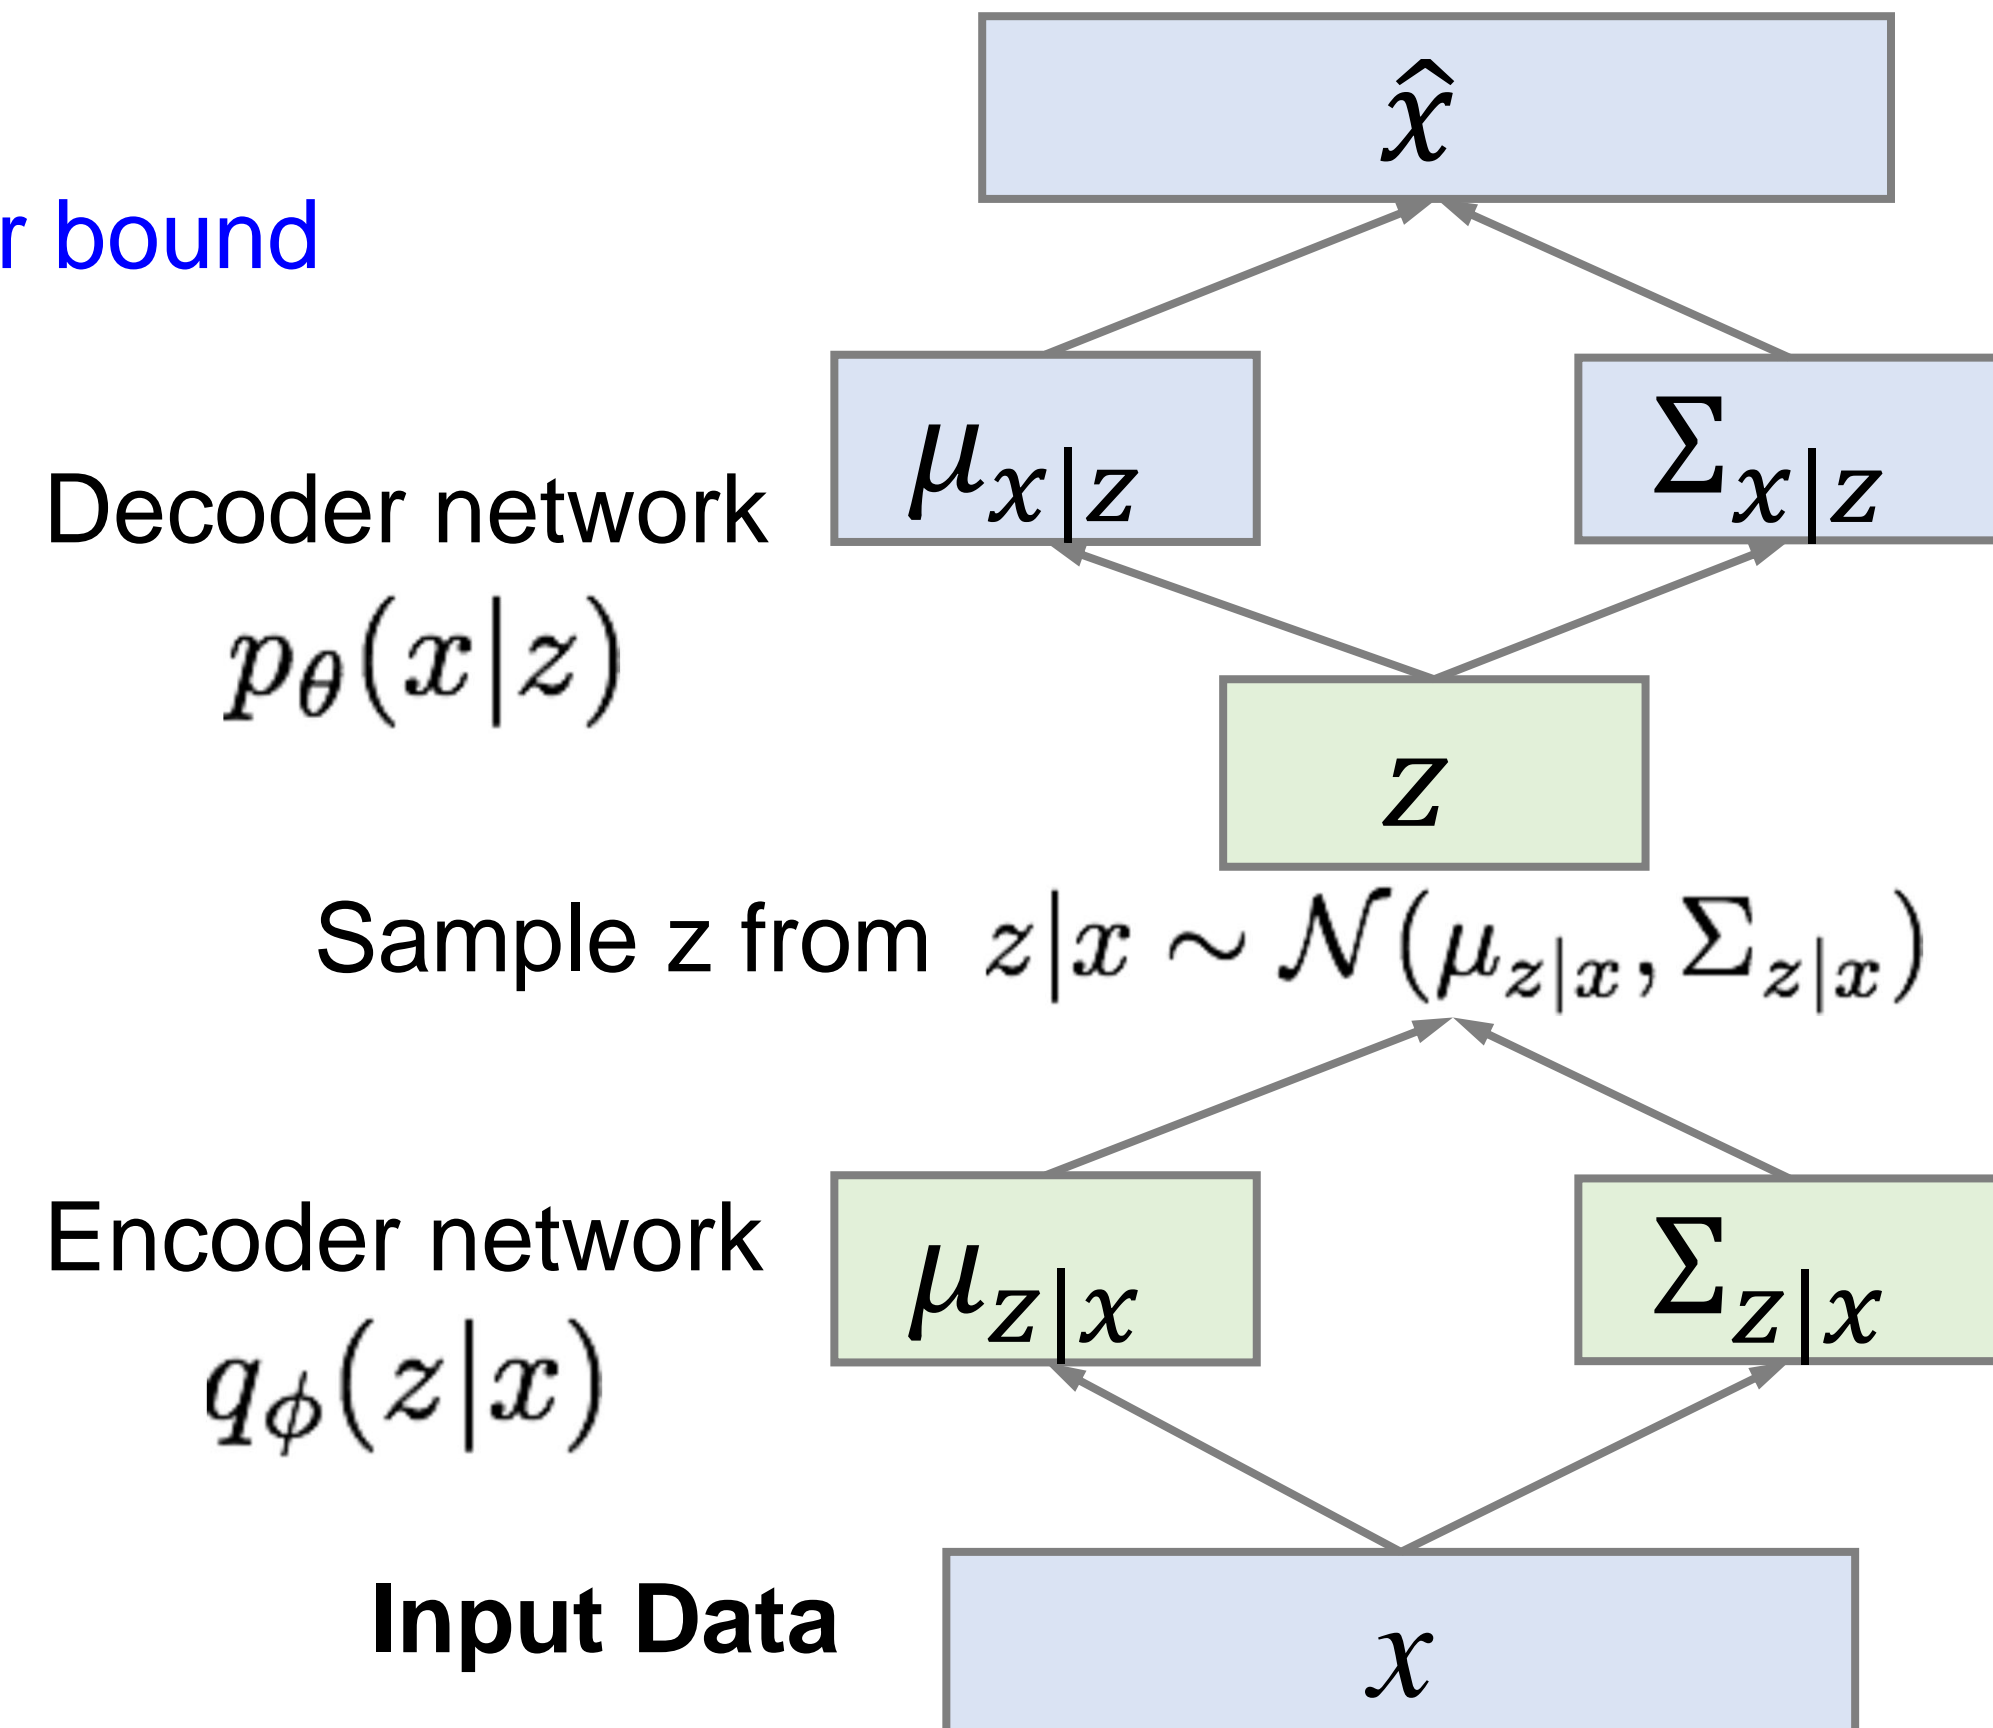 x̂
r bound
μ_{x|z} Σ_{x|z}
Decoder network
p_θ(x|z)
z
Sample z from z|x ~ 𝒩(μ_{z|x}, Σ_{z|x})
Encoder network
μ_{z|x} Σ_{z|x}
q_ϕ(z|x)
Input Data
x